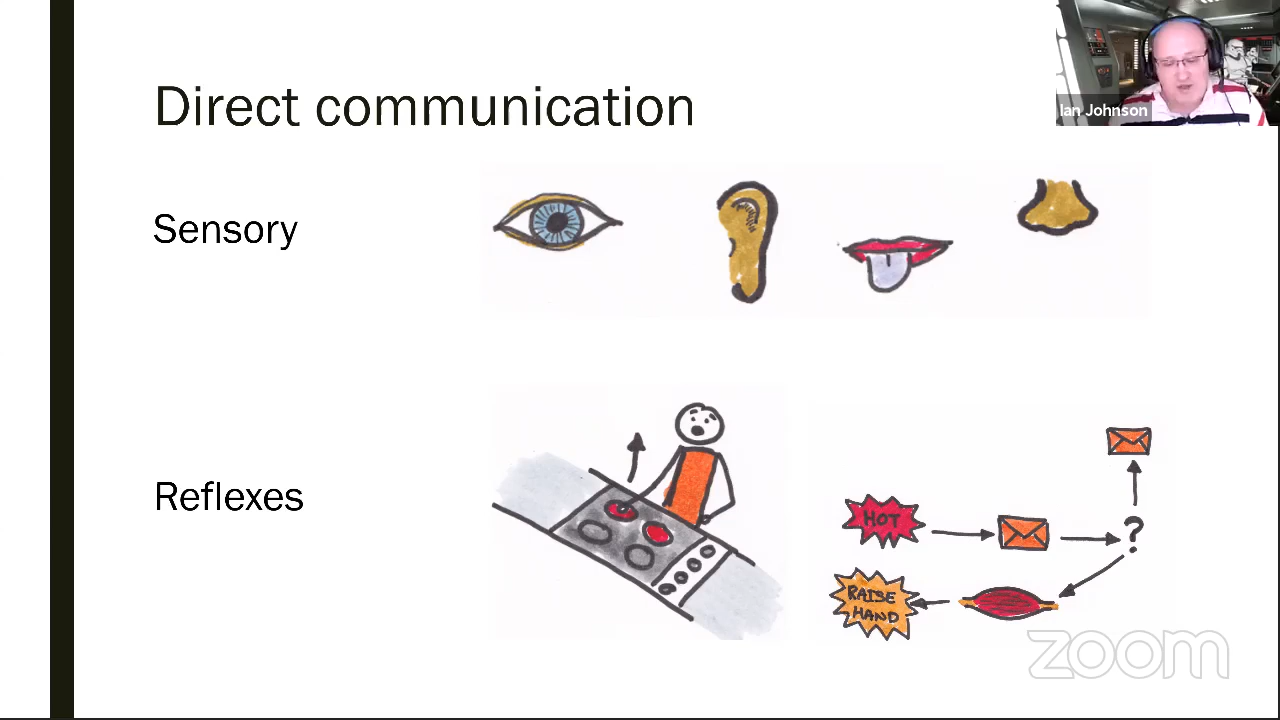 Direct communication
Ian Johnson
Sensory
Reflexes
HOT
?
RAISE
HAND
zoom